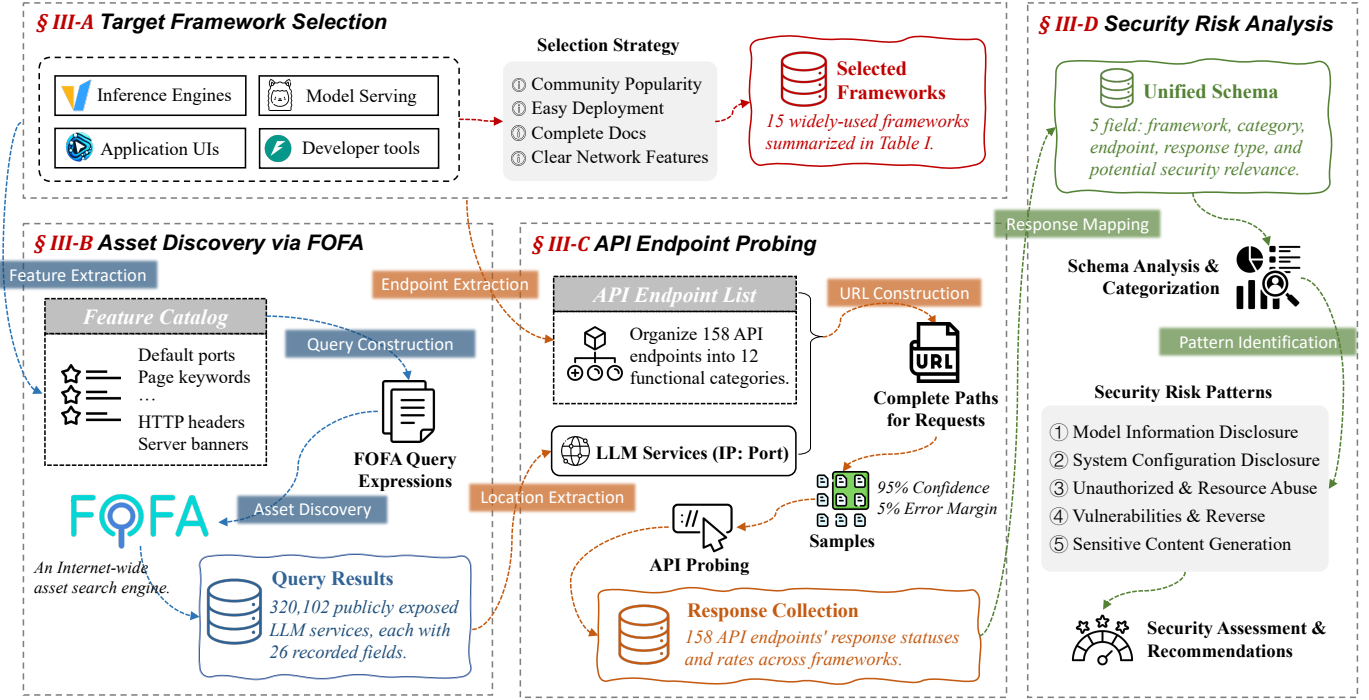 § III-A Target Framework Selection
Inference Engines
Model Serving
Application UIs
Developer tools
Selection Strategy
① Community Popularity
① Easy Deployment
① Complete Docs
① Clear Network Features
Selected
Frameworks
15 widely-used frameworks
summarized in Table I.
§ III-B Asset Discovery via FOFA
Feature Extraction
Feature Catalog
Default ports
Page keywords
...
HTTP headers
Server banners
Query Construction
FOFA Query
Expressions
Asset Discovery
FOFA
An Internet-wide
asset search engine.
Query Results
320,102 publicly exposed
LLM services, each with
26 recorded fields.
§ III-C API Endpoint Probing
Endpoint Extraction
API Endpoint List
Organize 158 API
endpoints into 12
functional categories.
LLM Services (IP: Port)
Location Extraction
URL Construction
URL
Complete Paths
for Requests
95% Confidence
5% Error Margin
Samples
://
API Probing
Response Collection
158 API endpoints' response statuses
and rates across frameworks.
§ III-D Security Risk Analysis
Unified Schema
5 field: framework, category,
endpoint, response type, and
potential security relevance.
Response Mapping
Schema Analysis &
Categorization
Pattern Identification
Security Risk Patterns
① Model Information Disclosure
② System Configuration Disclosure
③ Unauthorized & Resource Abuse
④ Vulnerabilities & Reverse
⑤ Sensitive Content Generation
Security Assessment &
Recommendations